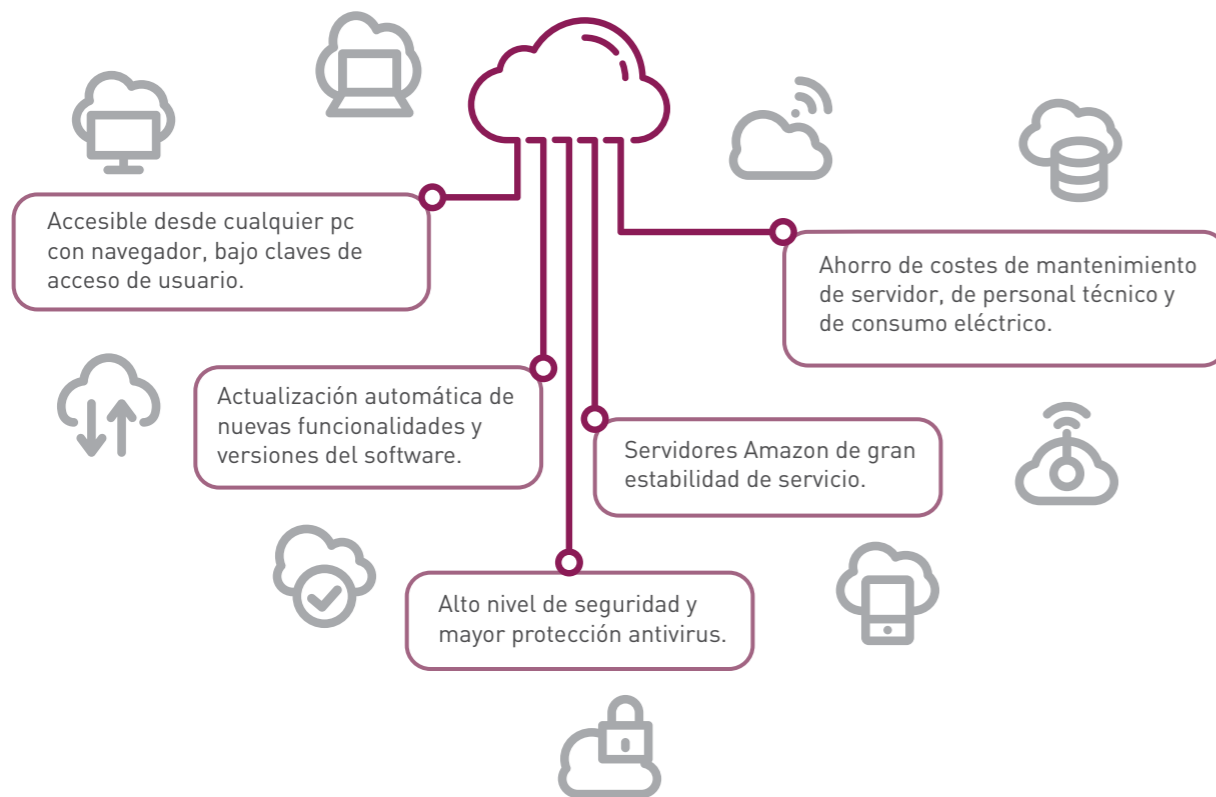 Accesible desde cualquier pc
con navegador, bajo claves de
acceso de usuario.
Ahorro de costes de mantenimiento
de servidor, de personal técnico y
de consumo eléctrico.
Actualización automática de
nuevas funcionalidades y
versiones del software.
Servidores Amazon de gran
estabilidad de servicio.
Alto nivel de seguridad y
mayor protección antivirus.